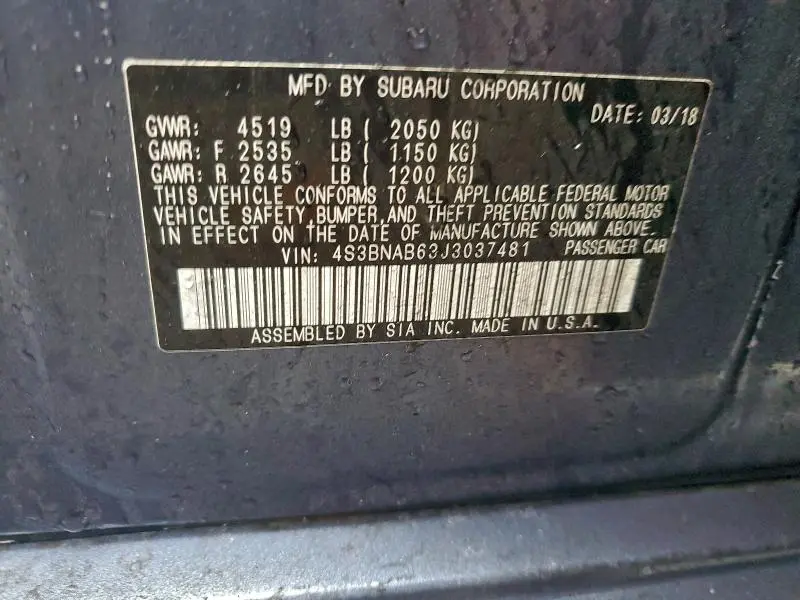 MFD BY SUBARU CORPORATION
DATE: 03/18
GVWR: 4519 LB ( 2050 KG)
GAWR: F 2535 LB ( 1150 KG)
GAWR: R 2645 LB ( 1200 KG)
THIS VEHICLE CONFORMS TO ALL APPLICABLE FEDERAL MOTOR
VEHICLE SAFETY,BUMPER,AND THEFT PREVENTION STANDARDS
IN EFFECT ON THE DATE OF MANUFACTURE SHOWN ABOVE.
VIN: 4S3BNAB63J3037481 PASSENGER CAR
ASSEMBLED BY SIA INC. MADE IN U.S.A.